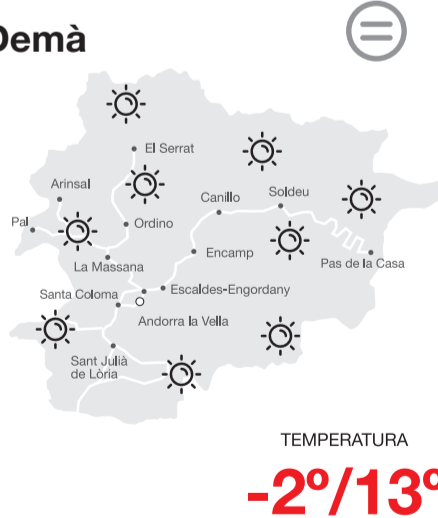 Demà
El Serrat
Arinsal
Canillo
Soldeu
Pal
Ordino
Encamp
La Massana
Pas de la Casa
Santa Coloma
Escaldes-Engordany
Andorra la Vella
Sant Julià
de Lòria
TEMPERATURA
-2º/13º